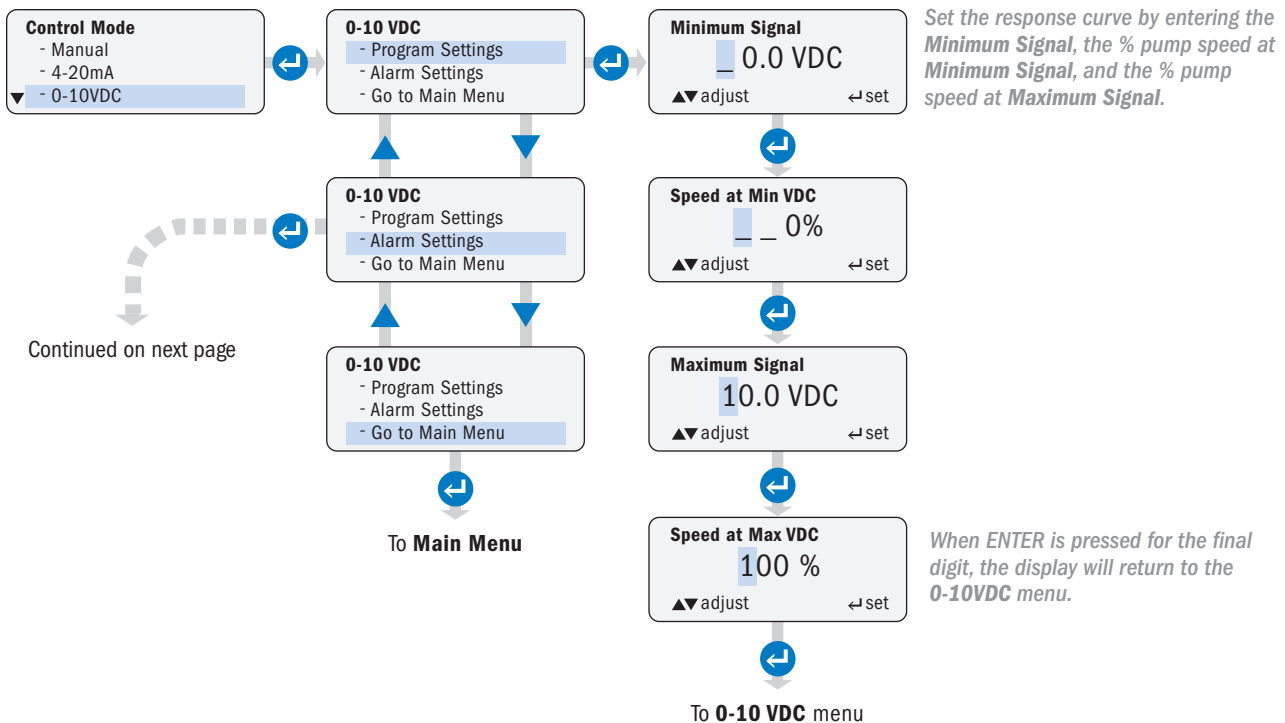 Control Mode
- Manual
- 4-20mA
▼ - 0-10VDC
0-10 VDC
- Program Settings
- Alarm Settings
- Go to Main Menu
Minimum Signal
_ 0.0 VDC
▲▼ adjust ↵ set
Set the response curve by entering the
Minimum Signal, the % pump speed at
Minimum Signal, and the % pump
speed at Maximum Signal.
0-10 VDC
- Program Settings
- Alarm Settings
- Go to Main Menu
Speed at Min VDC
_ _ 0%
▲▼ adjust ↵ set
Continued on next page
0-10 VDC
- Program Settings
- Alarm Settings
- Go to Main Menu
Maximum Signal
10.0 VDC
▲▼ adjust ↵ set
To Main Menu
Speed at Max VDC
100 %
▲▼ adjust ↵ set
When ENTER is pressed for the final
digit, the display will return to the
0-10VDC menu.
To 0-10 VDC menu